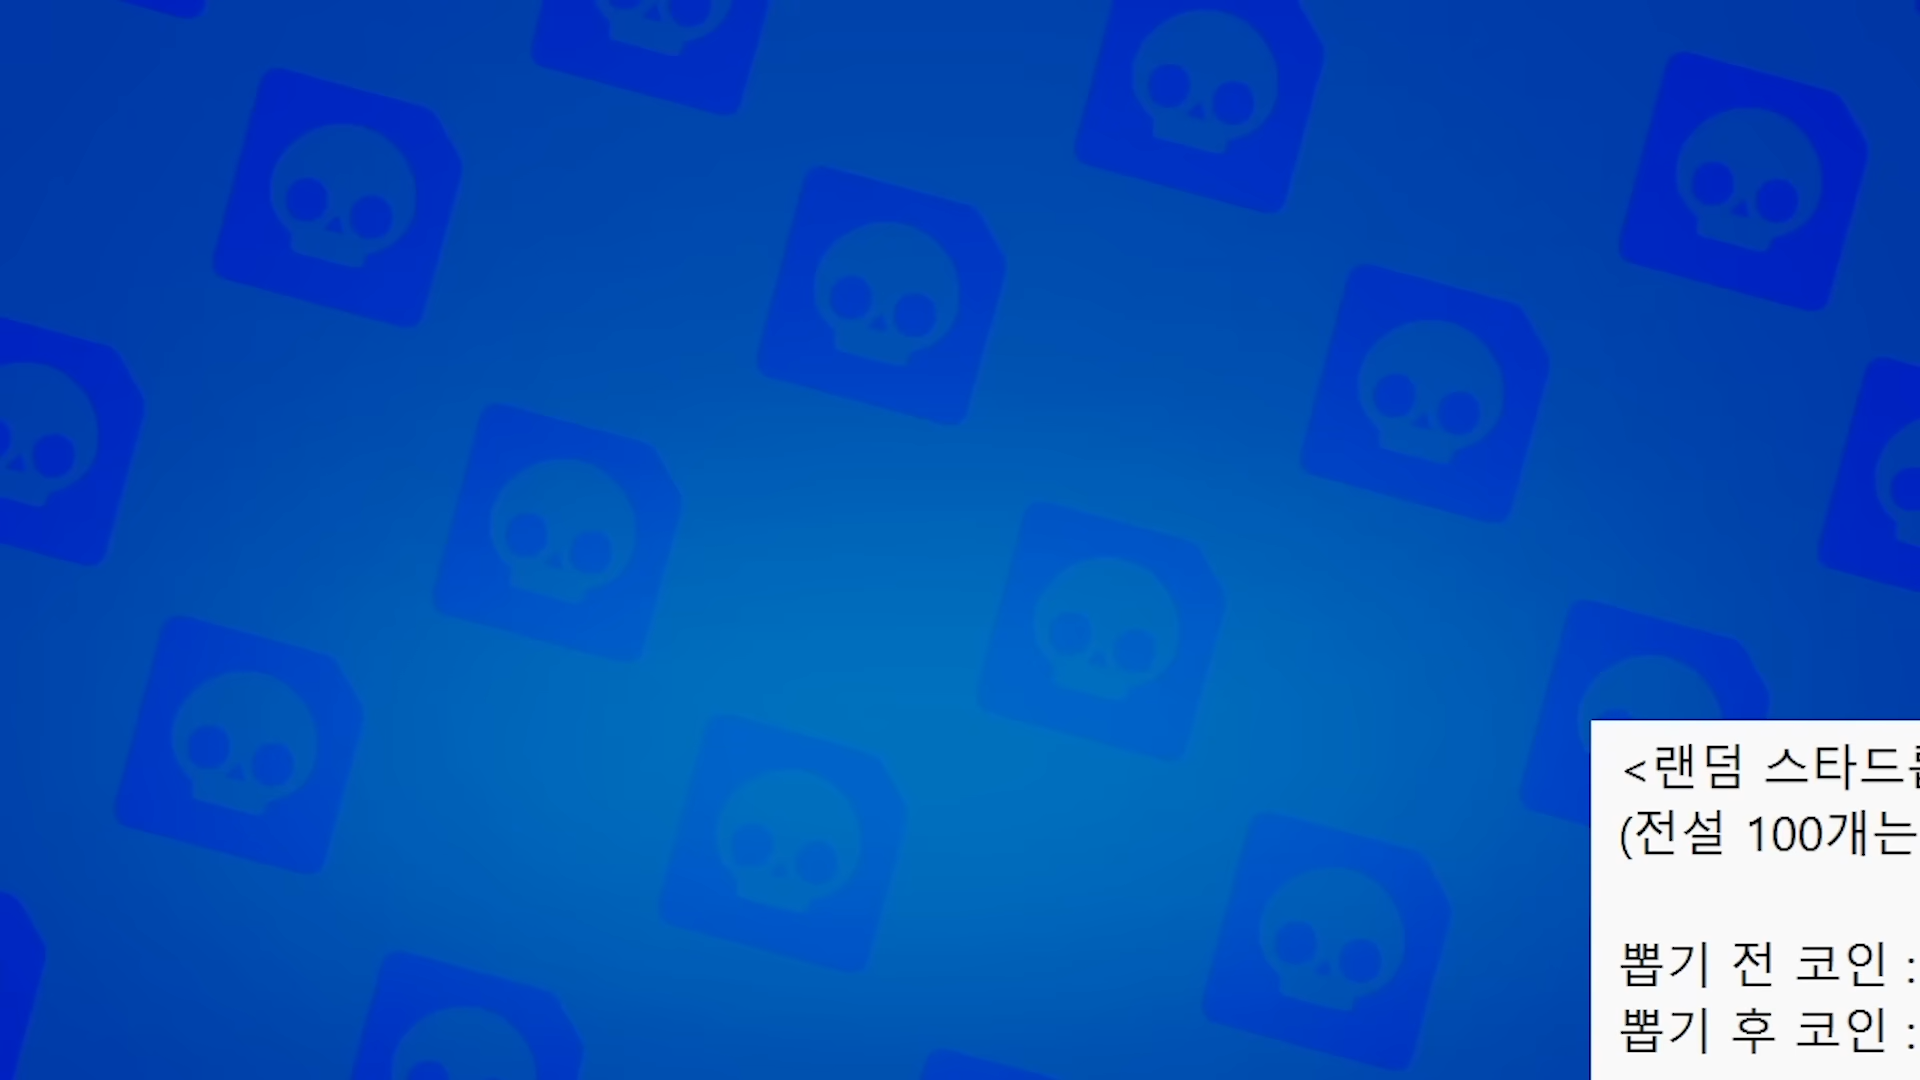 <랜덤 스타드
(전설 100개는
뽑기 전 코인 :
뽑기 후 코인 :